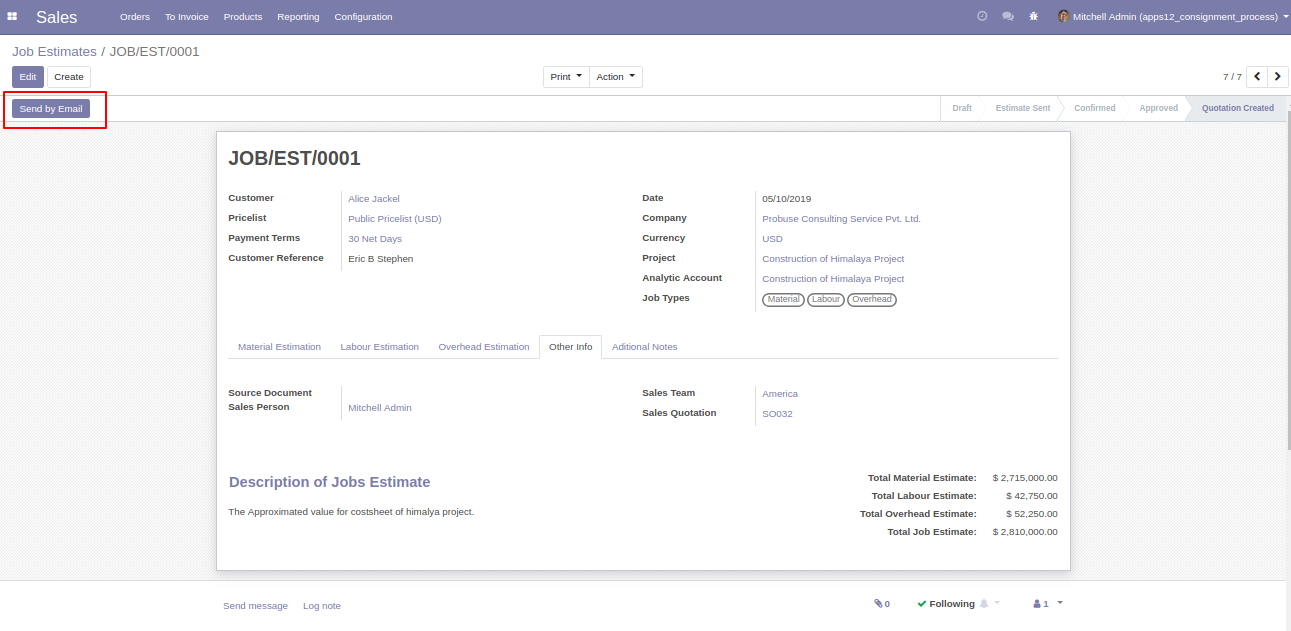 Sales Orders To Invoice Products Reporting Configuration Mitchell Admin (apps12_consignment_process)
Job Estimates / JOB/EST/0001
Edit Create Print Action 7 / 7
Send by Email Draft Estimate Sent Confirmed Approved Quotation Created
JOB/EST/0001
Customer Alice Jackel Date 05/10/2019
Pricelist Public Pricelist (USD) Company Probuse Consulting Service Pvt. Ltd.
Payment Terms 30 Net Days Currency USD
Customer Reference Eric B Stephen Project Construction of Himalaya Project
Analytic Account Construction of Himalaya Project
Job Types Material Labour Overhead
Material Estimation Labour Estimation Overhead Estimation Other Info Aditional Notes
Source Document Sales Team America
Sales Person Mitchell Admin Sales Quotation SO032
Description of Jobs Estimate Total Material Estimate: $ 2,715,000.00
Total Labour Estimate: $ 42,750.00
The Approximated value for costsheet of himalya project. Total Overhead Estimate: $ 52,250.00
Total Job Estimate: $ 2,810,000.00
Send message Log note 0 Following 1